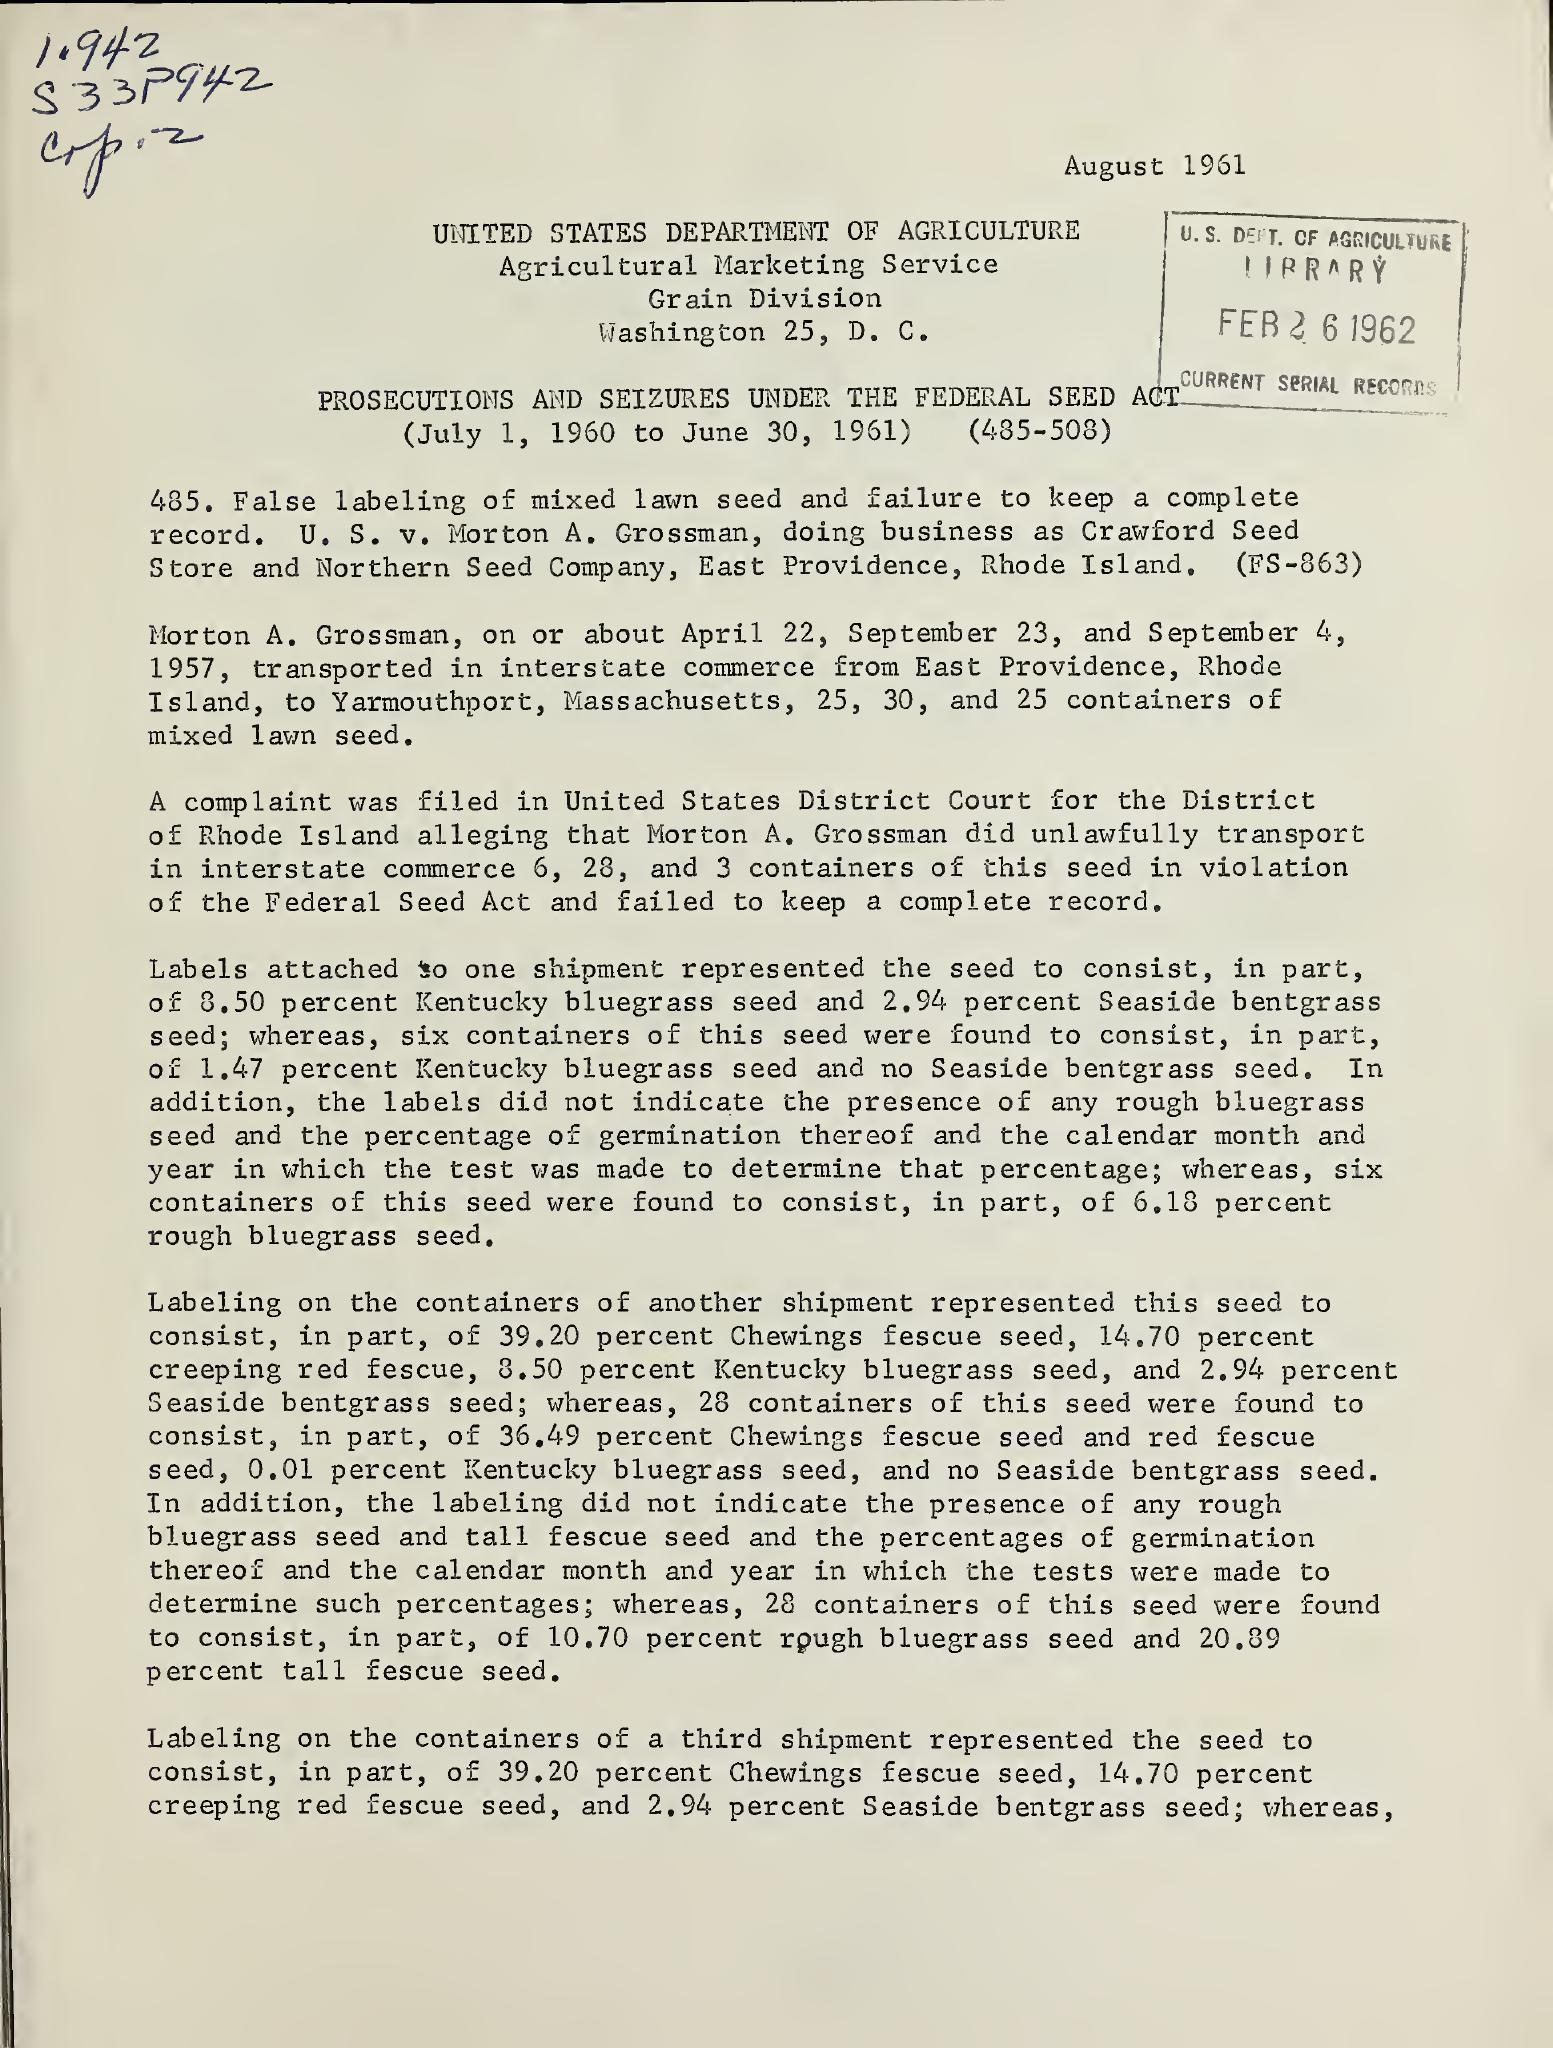 1.942
S33P942
Cop. 2
August 1961
UNITED STATES DEPARTMENT OF AGRICULTURE
Agricultural Marketing Service
Grain Division
Washington 25, D. C.
U. S. DEPT. OF AGRICULTURE
LIBRARY
FEB 26 1962
CURRENT SERIAL RECORDS
PROSECUTIONS AND SEIZURES UNDER THE FEDERAL SEED ACT
(July 1, 1960 to June 30, 1961) (485-508)
485. False labeling of mixed lawn seed and failure to keep a complete
record. U. S. v. Morton A. Grossman, doing business as Crawford Seed
Store and Northern Seed Company, East Providence, Rhode Island. (FS-863)
Morton A. Grossman, on or about April 22, September 23, and September 4,
1957, transported in interstate commerce from East Providence, Rhode
Island, to Yarmouthport, Massachusetts, 25, 30, and 25 containers of
mixed lawn seed.
A complaint was filed in United States District Court for the District
of Rhode Island alleging that Morton A. Grossman did unlawfully transport
in interstate commerce 6, 28, and 3 containers of this seed in violation
of the Federal Seed Act and failed to keep a complete record.
Labels attached to one shipment represented the seed to consist, in part,
of 8.50 percent Kentucky bluegrass seed and 2.94 percent Seaside bentgrass
seed; whereas, six containers of this seed were found to consist, in part,
of 1.47 percent Kentucky bluegrass seed and no Seaside bentgrass seed. In
addition, the labels did not indicate the presence of any rough bluegrass
seed and the percentage of germination thereof and the calendar month and
year in which the test was made to determine that percentage; whereas, six
containers of this seed were found to consist, in part, of 6.18 percent
rough bluegrass seed.
Labeling on the containers of another shipment represented this seed to
consist, in part, of 39.20 percent Chewings fescue seed, 14.70 percent
creeping red fescue, 8.50 percent Kentucky bluegrass seed, and 2.94 percent
Seaside bentgrass seed; whereas, 28 containers of this seed were found to
consist, in part, of 36.49 percent Chewings fescue seed and red fescue
seed, 0.01 percent Kentucky bluegrass seed, and no Seaside bentgrass seed.
In addition, the labeling did not indicate the presence of any rough
bluegrass seed and tall fescue seed and the percentages of germination
thereof and the calendar month and year in which the tests were made to
determine such percentages; whereas, 28 containers of this seed were found
to consist, in part, of 10.70 percent rough bluegrass seed and 20.89
percent tall fescue seed.
Labeling on the containers of a third shipment represented the seed to
consist, in part, of 39.20 percent Chewings fescue seed, 14.70 percent
creeping red fescue seed, and 2.94 percent Seaside bentgrass seed; whereas,